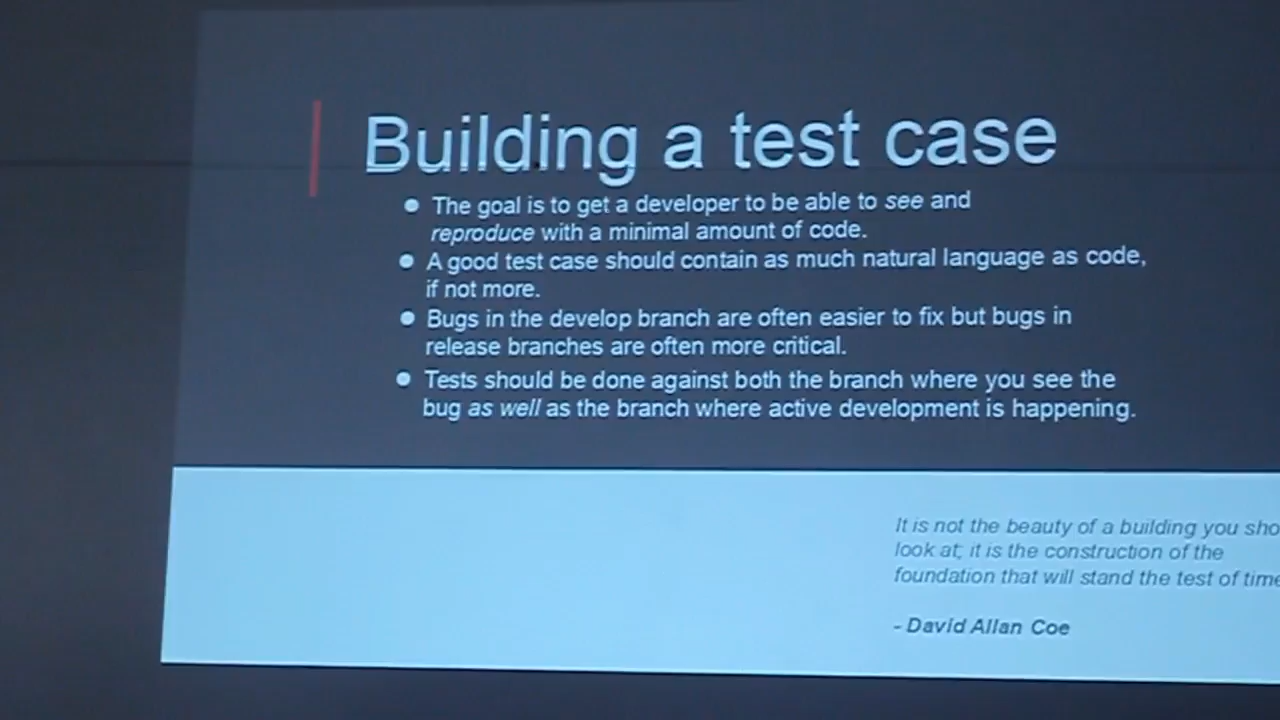 Building a test case
The goal is to get a developer to be able to see and
reproduce with a minimal amount of code.
A good test case should contain as much natural language as code,
if not more.
Bugs in the develop branch are often easier to fix but bugs in
release branches are often more critical.
Tests should be done against both the branch where you see the
bug as well as the branch where active development is happening.
It is not the beauty of a building you
look at; it is the construction of the
foundation that will stand the test of time
- David Allan Coe